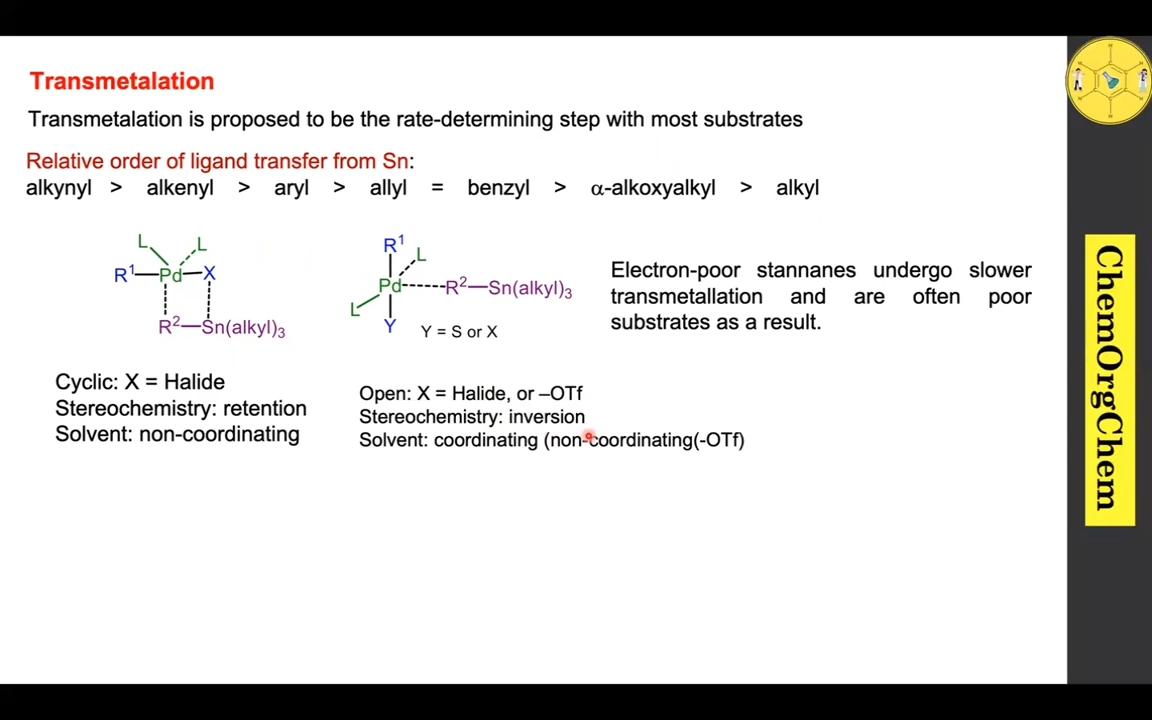 Transmetalation
Transmetalation is proposed to be the rate-determining step with most substrates
Relative order of ligand transfer from Sn:
alkynyl > alkenyl > aryl > allyl = benzyl > α-alkoxyalkyl > alkyl
L L
R¹ Pd X
R² Sn(alkyl)₃
R¹
L
Pd R² Sn(alkyl)₃
L
Y
Y = S or X
Electron-poor stannanes undergo slower
transmetallation and are often poor
substrates as a result.
Cyclic: X = Halide
Stereochemistry: retention
Solvent: non-coordinating
Open: X = Halide, or –OTf
Stereochemistry: inversion
Solvent: coordinating (non-coordinating(-OTf)
ChemOrgChem